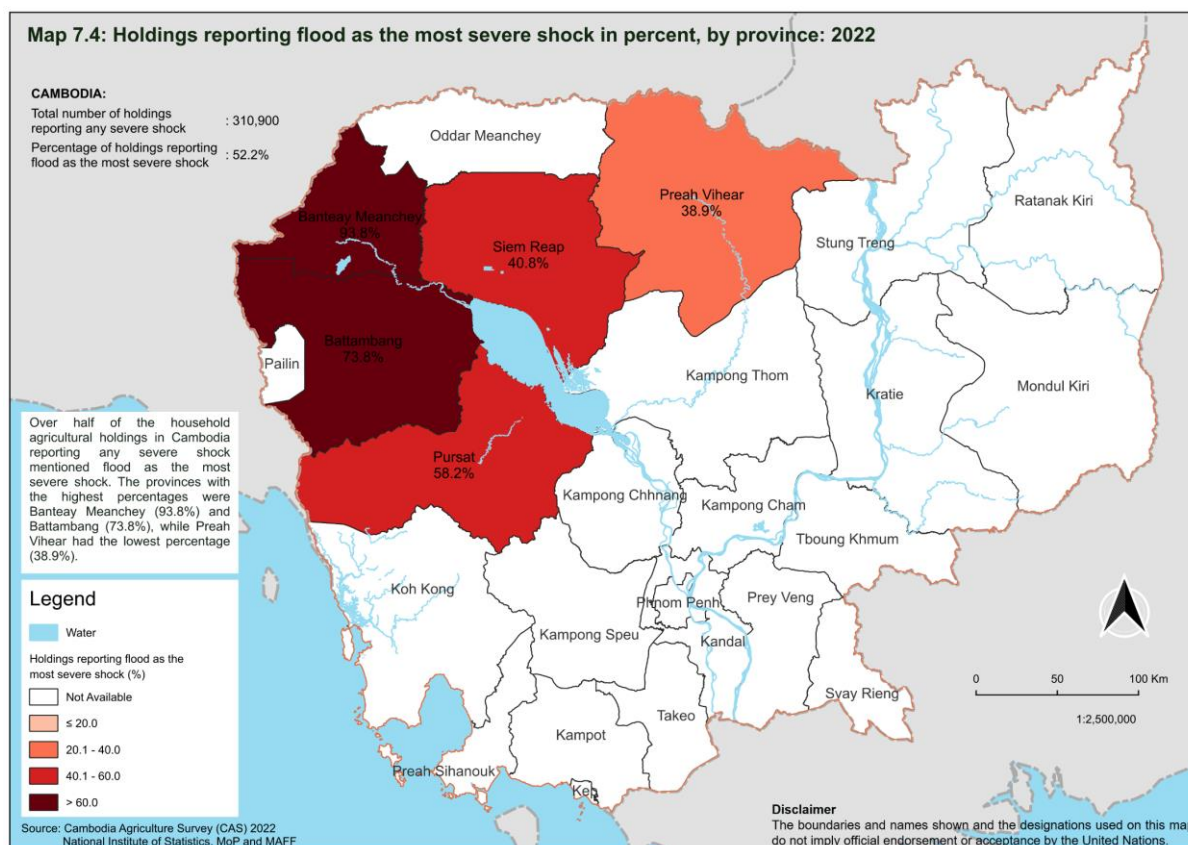 Map 7.4: Holdings reporting flood as the most severe shock in percent, by province: 2022
CAMBODIA:
Total number of holdings
reporting any severe shock : 310,900
Percentage of holdings reporting
flood as the most severe shock : 52.2%
Oddar Meanchey
Preah Vihear
38.9%
Ratanak Kiri
Banteay Meanchey
93.8%
Stung Treng
Siem Reap
40.8%
Battambang
73.8%
Pailin
Kampong Thom
Kratie
Mondul Kiri
Pursat
58.2%
Kampong Chhnang
Kampong Cham
Tboung Khmum
Koh Kong
Phnom Penh
Prey Veng
Kampong Speu
Kandal
Svay Rieng
Takeo
Kampot
Preah Sihanouk
Kep
Over half of the household
agricultural holdings in Cambodia
reporting any severe shock
mentioned flood as the most
severe shock. The provinces with
the highest percentages were
Banteay Meanchey (93.8%) and
Battambang (73.8%), while Preah
Vihear had the lowest percentage
(38.9%).
Legend
Water
Holdings reporting flood as the
most severe shock (%)
Not Available
≤ 20.0
20.1 - 40.0
40.1 - 60.0
> 60.0
Source: Cambodia Agriculture Survey (CAS) 2022
National Institute of Statistics, MoP and MAFF
0 50 100 Km
1:2,500,000
Disclaimer
The boundaries and names shown and the designations used on this map
do not imply official endorsement or acceptance by the United Nations.